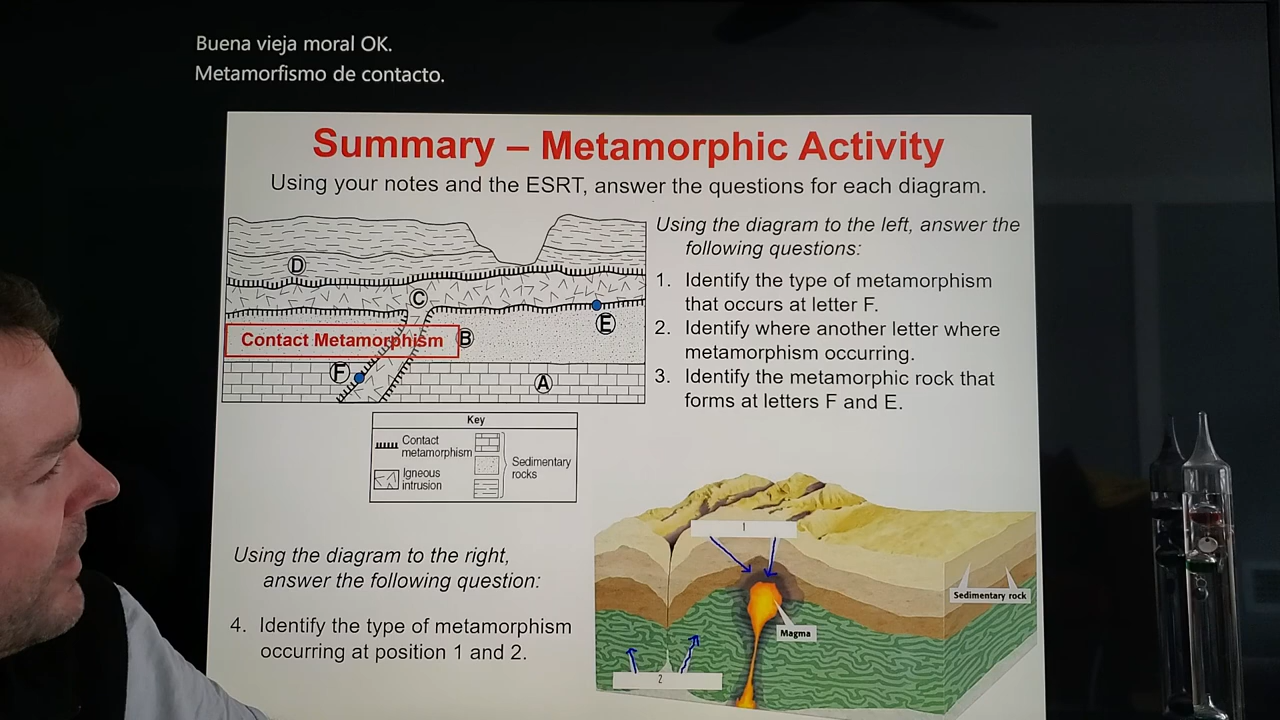 Buena vieja moral OK.
Metamorfismo de contacto.
Summary – Metamorphic Activity
Using your notes and the ESRT, answer the questions for each diagram.
D
C
E
B
Contact Metamorphism
F
A
Key
Contact
metamorphism
Igneous
intrusion
Sedimentary
rocks
Using the diagram to the left, answer the
following questions:
1. Identify the type of metamorphism
that occurs at letter F.
2. Identify where another letter where
metamorphism occurring.
3. Identify the metamorphic rock that
forms at letters F and E.
Using the diagram to the right,
answer the following question:
4. Identify the type of metamorphism
occurring at position 1 and 2.
1
Sedimentary rock
Magma
2